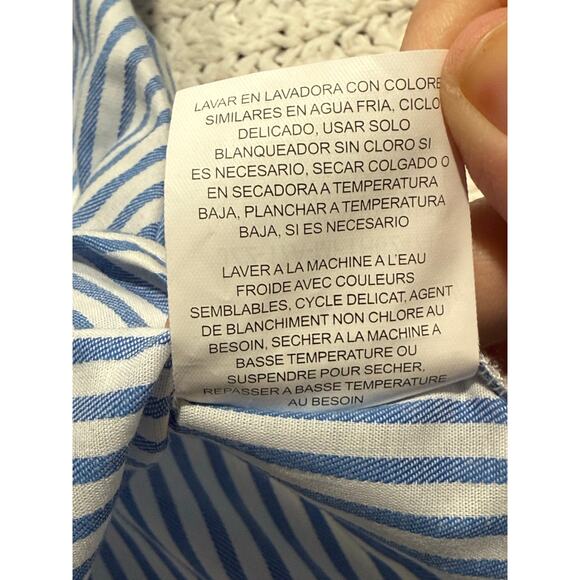 LAVAR EN LAVADORA CON COLORE
SIMILARES EN AGUA FRIA, CICLO
DELICADO, USAR SOLO
BLANQUEADOR SIN CLORO SI
ES NECESARIO, SECAR COLGADO O
EN SECADORA A TEMPERATURA
BAJA, PLANCHAR A TEMPERATURA
BAJA, SI ES NECESARIO
LAVER A LA MACHINE A L'EAU
FROIDE AVEC COULEURS
SEMBLABLES, CYCLE DELICAT, AGENT
DE BLANCHIMENT NON CHLORE AU
BESOIN, SECHER A LA MACHINE A
BASSE TEMPERATURE OU
SUSPENDRE POUR SECHER,
REPASSER A BASSE TEMPERATURE
AU BESOIN